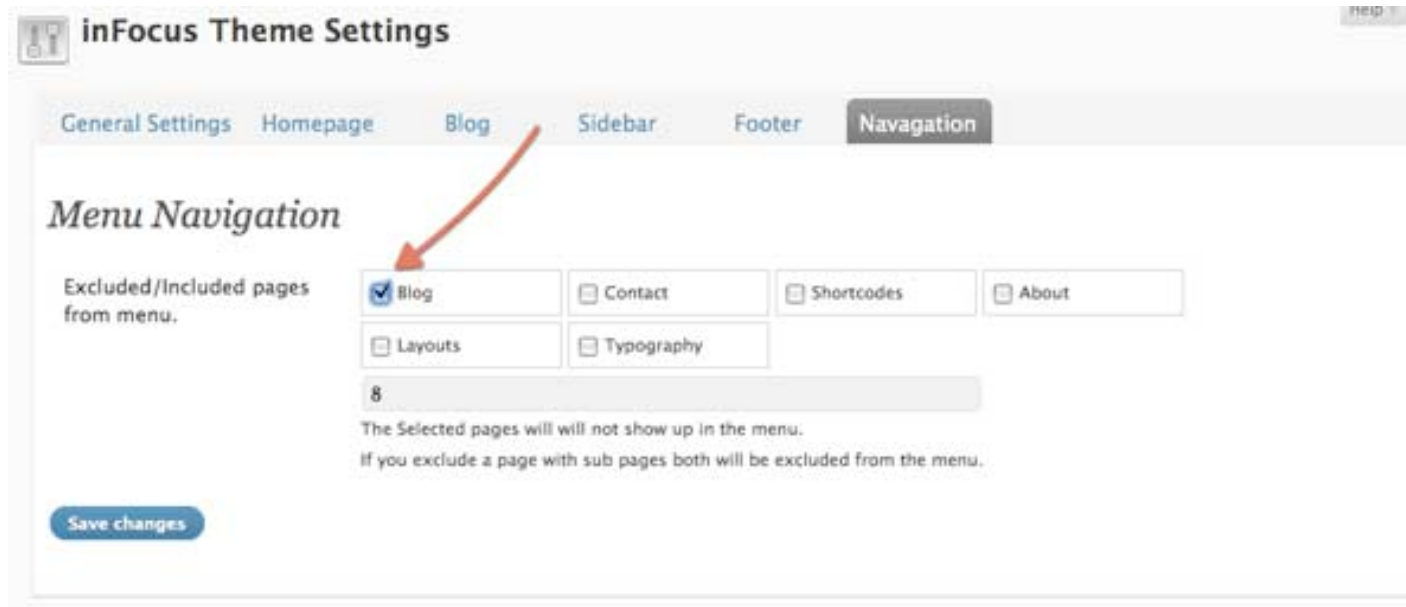 Help
inFocus Theme Settings
General Settings Homepage Blog Sidebar Footer Navagation
Menu Navigation
Excluded/Included pages from menu.
Blog Contact Shortcodes About
Layouts Typography
8
The Selected pages will will not show up in the menu.
If you exclude a page with sub pages both will be excluded from the menu.
Save changes